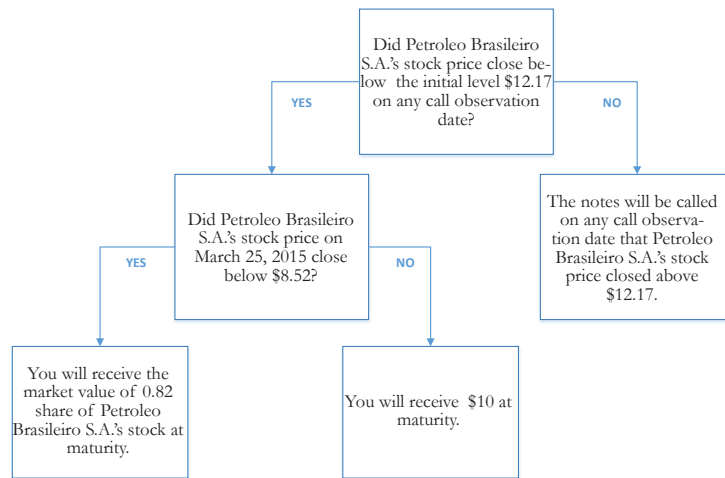 Did Petroleo Brasileiro
S.A.'s stock price close be-
low the initial level $12.17
on any call observation
date?
YES
NO
Did Petroleo Brasileiro
S.A.'s stock price on
March 25, 2015 close
below $8.52?
The notes will be called
on any call observa-
tion date that Petroleo
Brasileiro S.A.'s stock
price closed above
$12.17.
YES
NO
You will receive the
market value of 0.82
share of Petroleo
Brasileiro S.A.'s stock at
maturity.
You will receive $10 at
maturity.